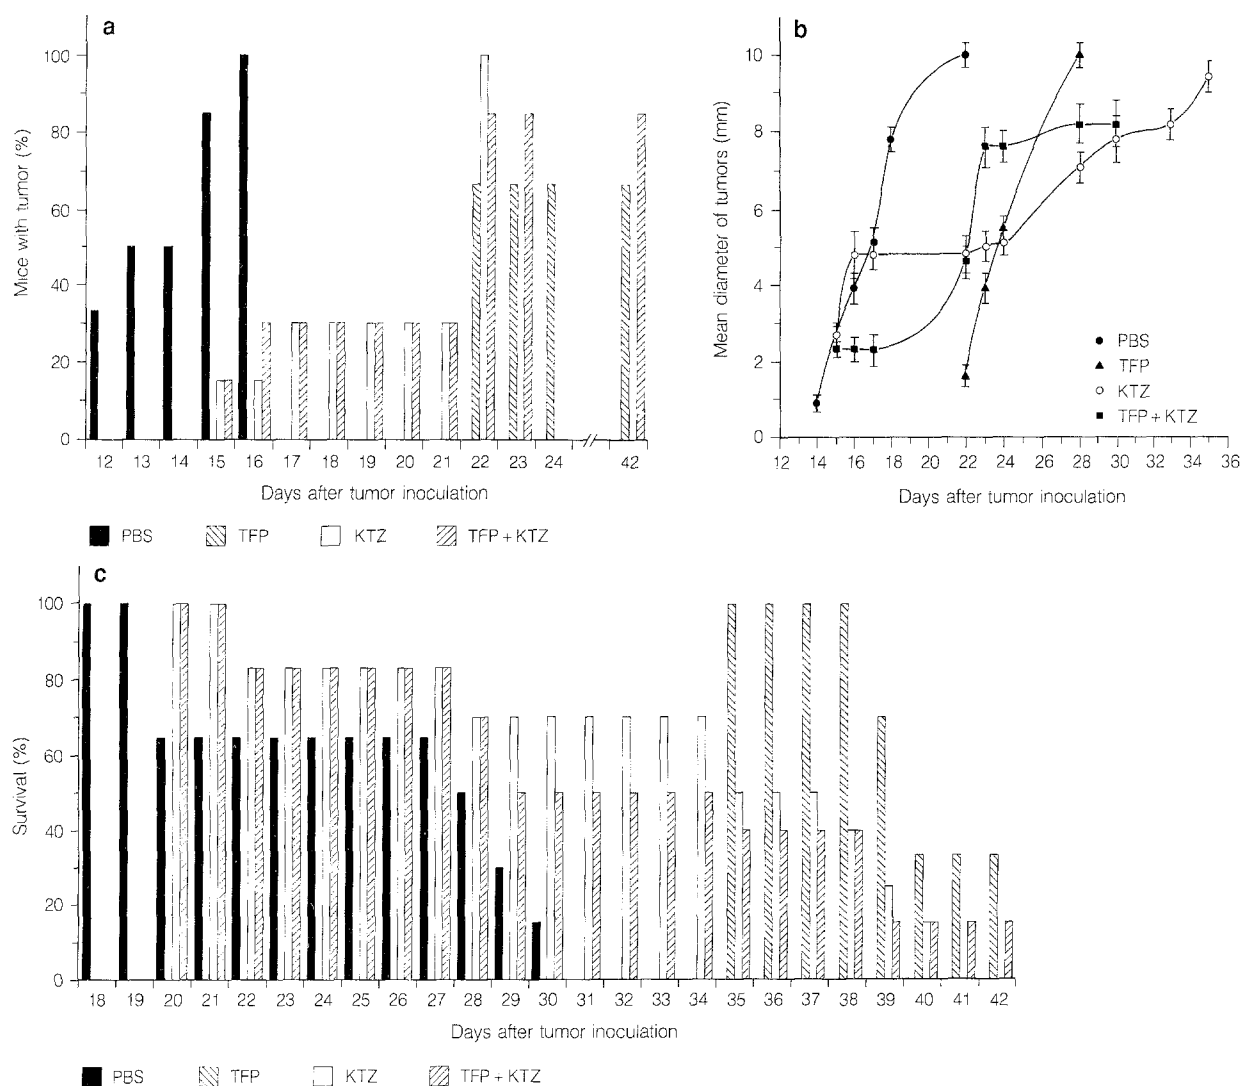 a
100
80
60
40
20
0
Mice with tumor (%)
12 13 14 15 16 17 18 19 20 21 22 23 24 42
Days after tumor inoculation
PBS TFP KTZ TFP + KTZ
b
10
8
6
4
2
0
Mean diameter of tumors (mm)
PBS
TFP
KTZ
TFP + KTZ
12 14 16 18 20 22 24 26 28 30 33 34 36
Days after tumor inoculation
c
100
80
60
40
20
0
Survival (%)
18 19 20 21 22 23 24 25 26 27 28 29 30 31 32 33 34 35 36 37 38 39 40 41 42
Days after tumor inoculation
PBS TFP KTZ TFP + KTZ